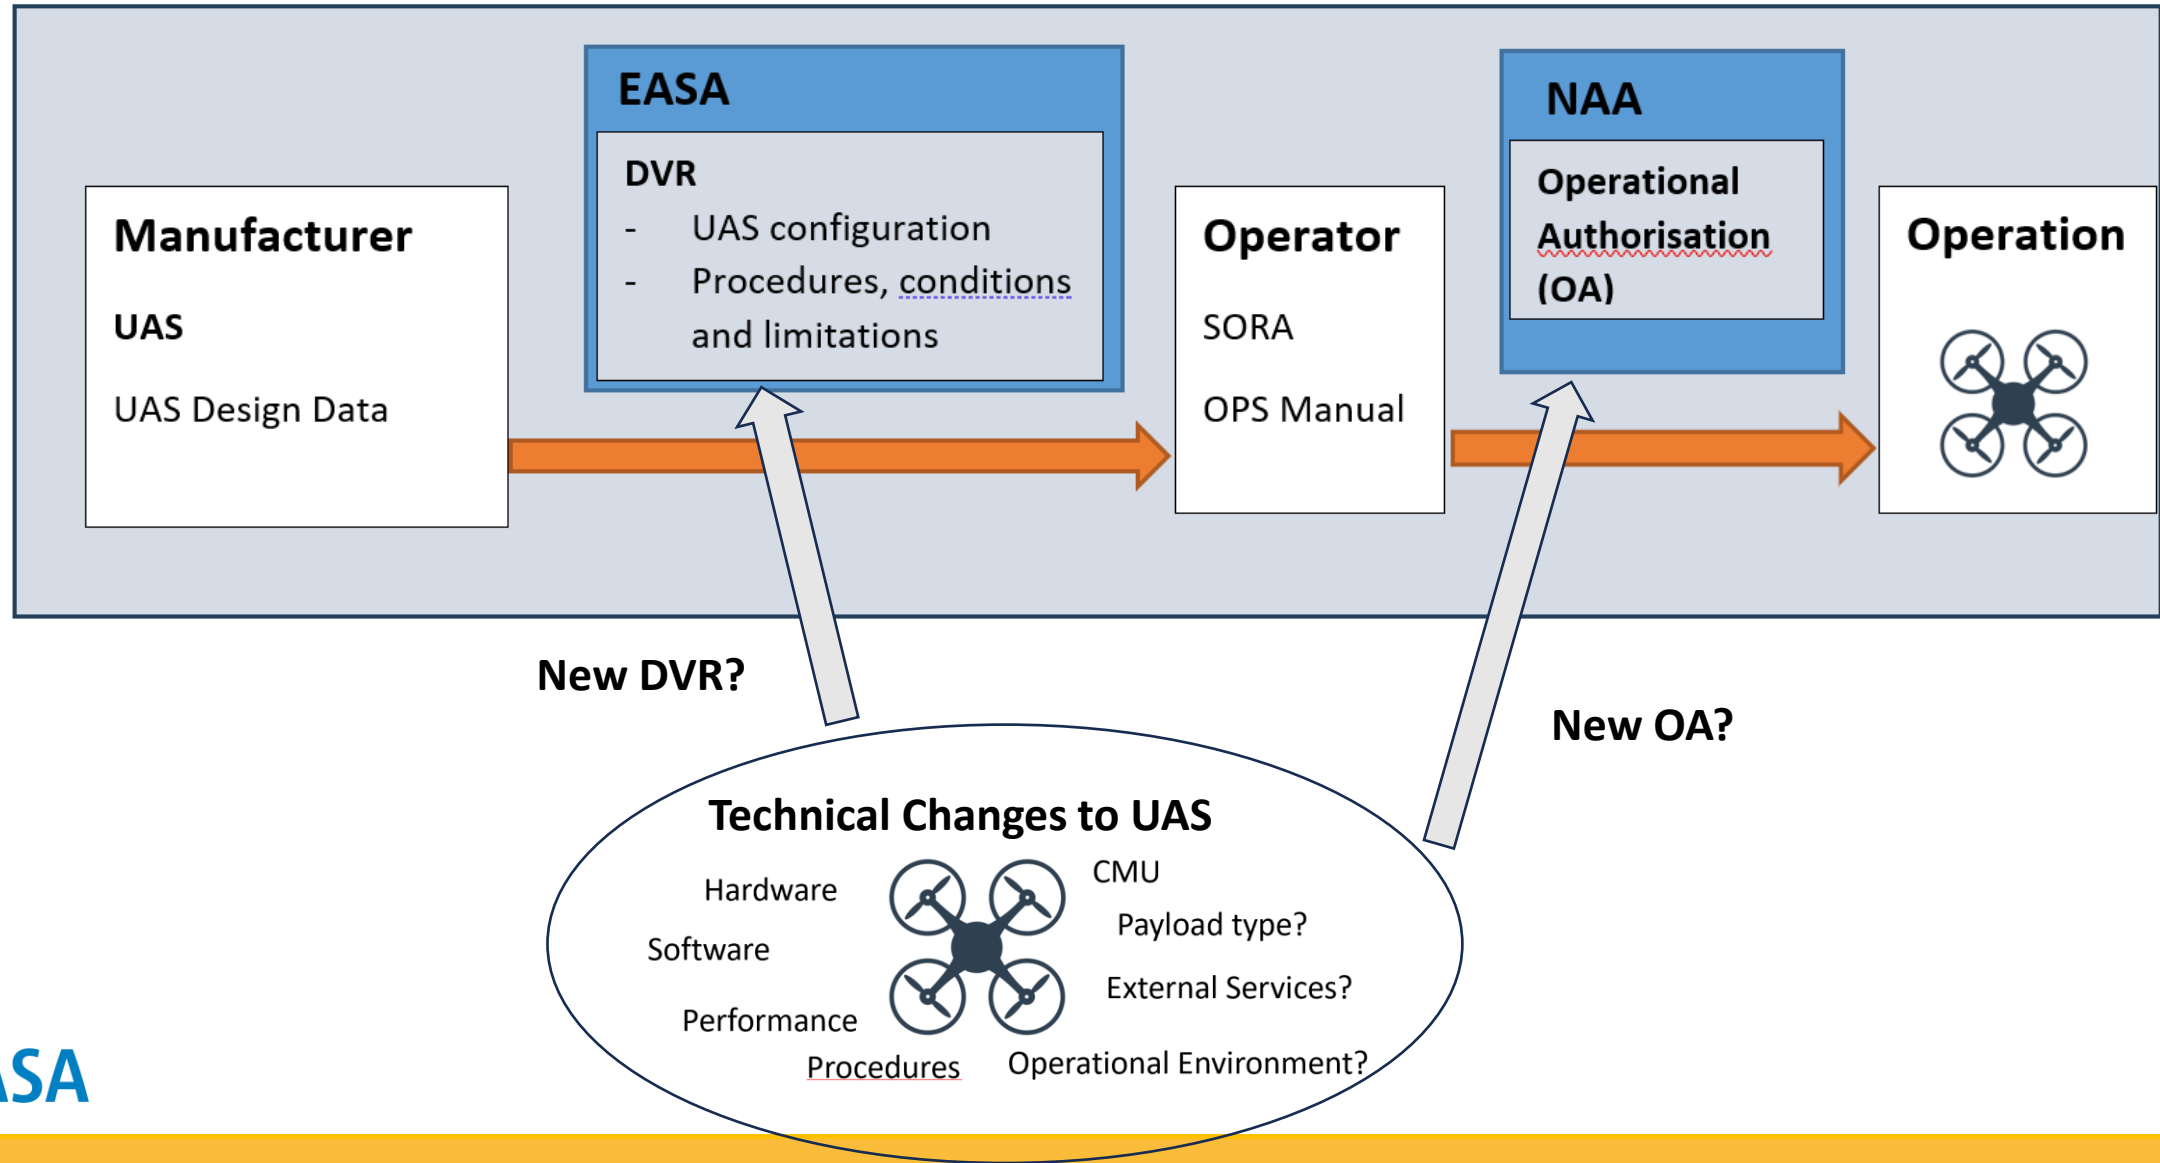 Manufacturer
UAS
UAS Design Data
EASA
DVR
- UAS configuration
- Procedures, conditions
and limitations
Operator
SORA
OPS Manual
NAA
Operational
Authorisation
(OA)
Operation
New DVR?
New OA?
Technical Changes to UAS
Hardware
Software
Performance
Procedures
CMU
Payload type?
External Services?
Operational Environment?
ASA